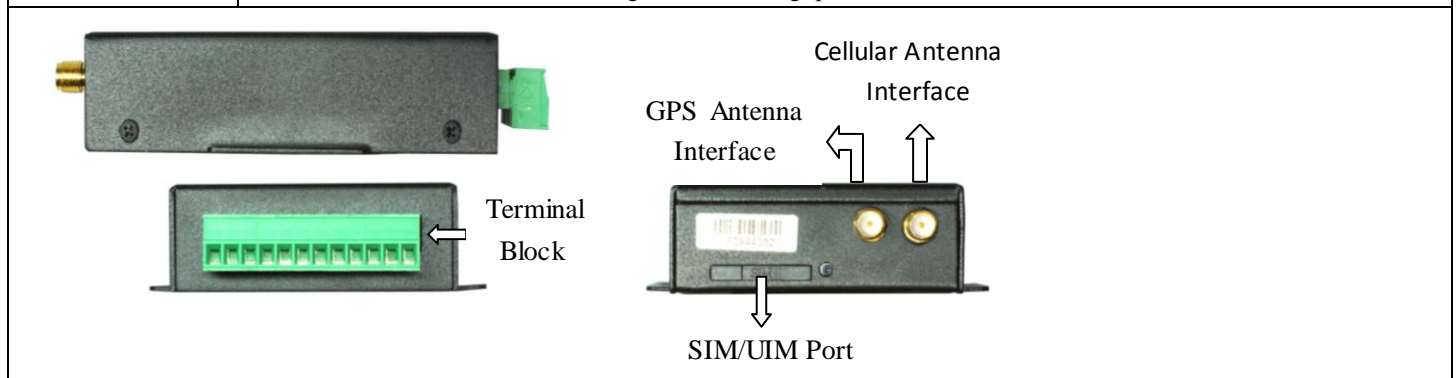 Cellular Antenna
Interface
GPS Antenna
Interface
Terminal
Block
SIM/UIM Port